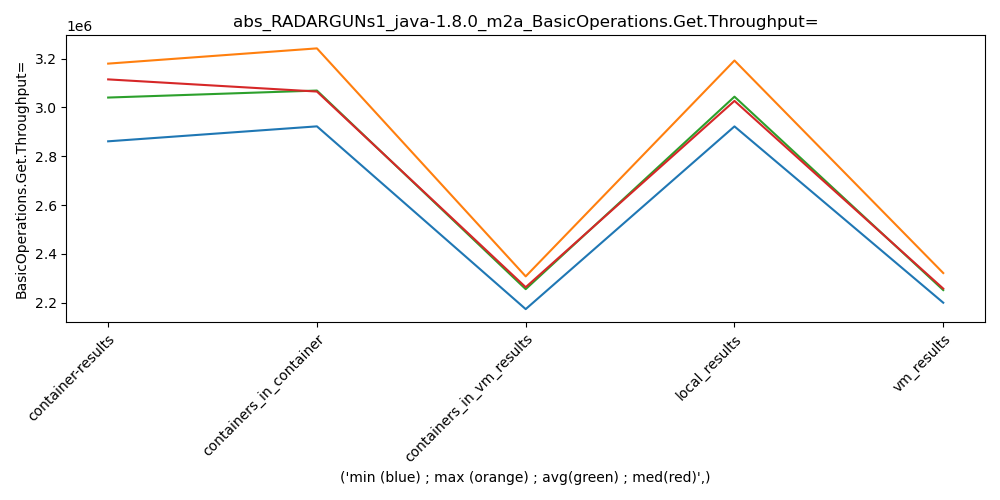 abs_RADARGUNs1_java-1.8.0_m2a_BasicOperations.Get.Throughput=
1e6
3.2
3.0
2.8
2.6
2.4
2.2
BasicOperations.Get.Throughput=
container-results
containers_in_container
containers_in_vm_results
local_results
vm_results
('min (blue) ; max (orange) ; avg(green) ; med(red)',)